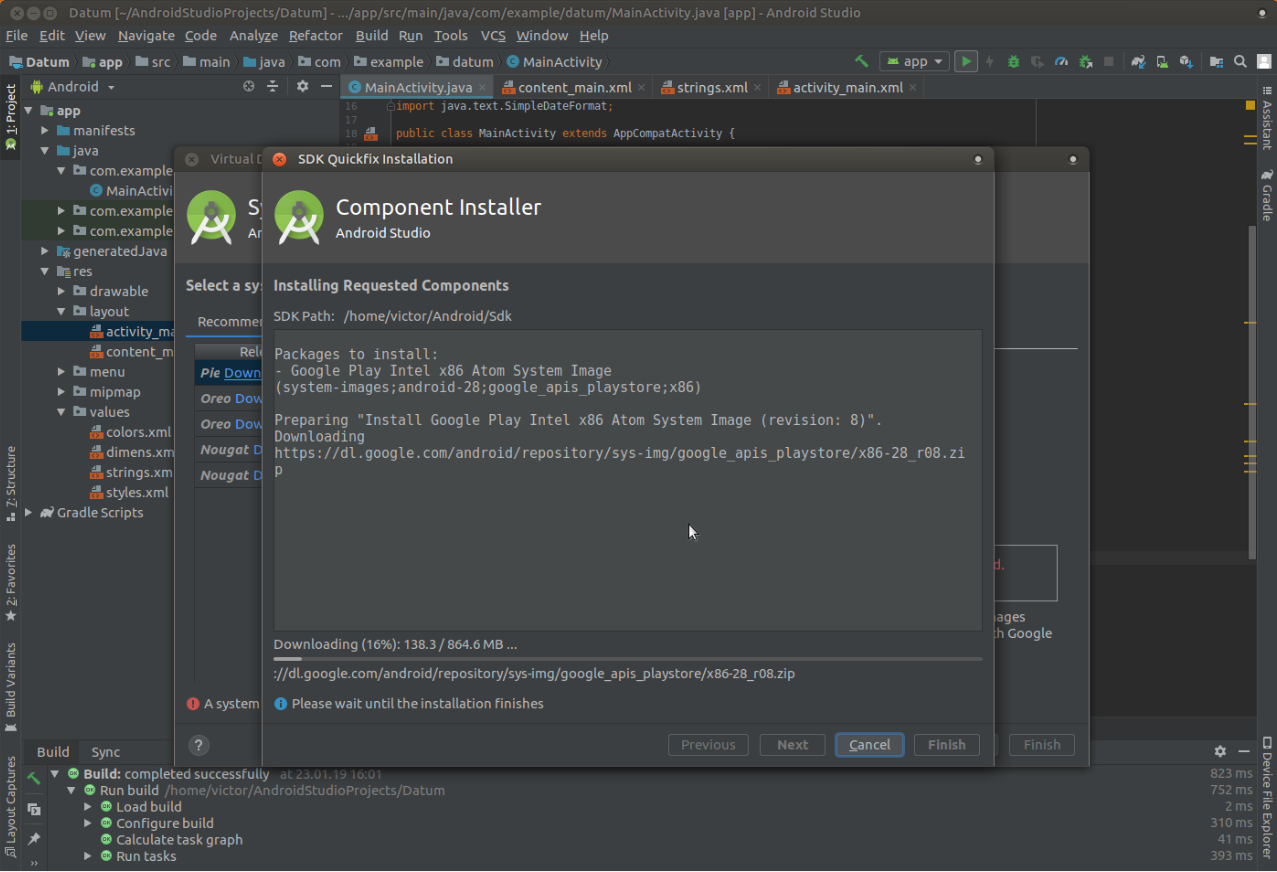 Datum [~/AndroidStudioProjects/Datum] - .../app/src/main/java/com/example/datum/MainActivity.java [app] - Android Studio
File Edit View Navigate Code Analyze Refactor Build Run Tools VCS Window Help
Datum app src main java com example datum MainActivity
app
1: Project
Android
MainActivity.java content_main.xml strings.xml activity_main.xml
Assistant
Gradle
app
manifests
java
com.example
MainActivi
com.example
com.example
generatedJava
res
drawable
layout
activity_ma
content_m
menu
mipmap
values
colors.xml
dimens.xm
strings.xm
styles.xml
Gradle Scripts
16 import java.text.SimpleDateFormat;
17
18 public class MainActivity extends AppCompatActivity {
Virtual D
Select a sy
Recommen
Rele
Pie Down
Oreo Dow
Oreo Dow
Nougat D
Nougat D
d.
ages
th Google
A system
?
SDK Quickfix Installation
Component Installer
Android Studio
Installing Requested Components
SDK Path: /home/victor/Android/Sdk
Packages to install:
- Google Play Intel x86 Atom System Image
(system-images;android-28;google_apis_playstore;x86)
Preparing "Install Google Play Intel x86 Atom System Image (revision: 8)".
Downloading
https://dl.google.com/android/repository/sys-img/google_apis_playstore/x86-28_r08.zi
p
Downloading (16%): 138.3 / 864.6 MB ...
://dl.google.com/android/repository/sys-img/google_apis_playstore/x86-28_r08.zip
Please wait until the installation finishes
Previous Next Cancel Finish Finish
7: Structure
2: Favorites
Build Variants
Layout Captures
Device File Explorer
Build Sync
Build: completed successfully at 23.01.19 16:01 823 ms
Run build /home/victor/AndroidStudioProjects/Datum 752 ms
Load build 2 ms
Configure build 310 ms
Calculate task graph 41 ms
Run tasks 393 ms